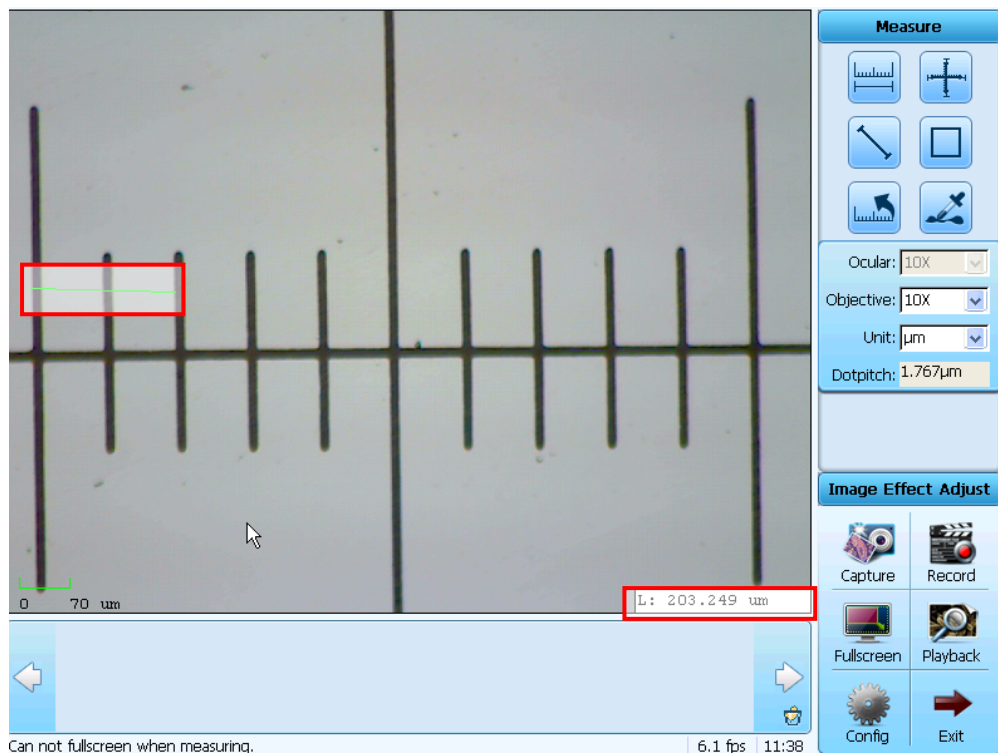 Measure
Ocular: 10X
Objective: 10X
Unit: µm
Dotpitch: 1.767µm
0 70 um
L: 203.249 um
Image Effect Adjust
Capture Record
Fullscreen Playback
Config Exit
Can not fullscreen when measuring. 6.1 fps 11:38